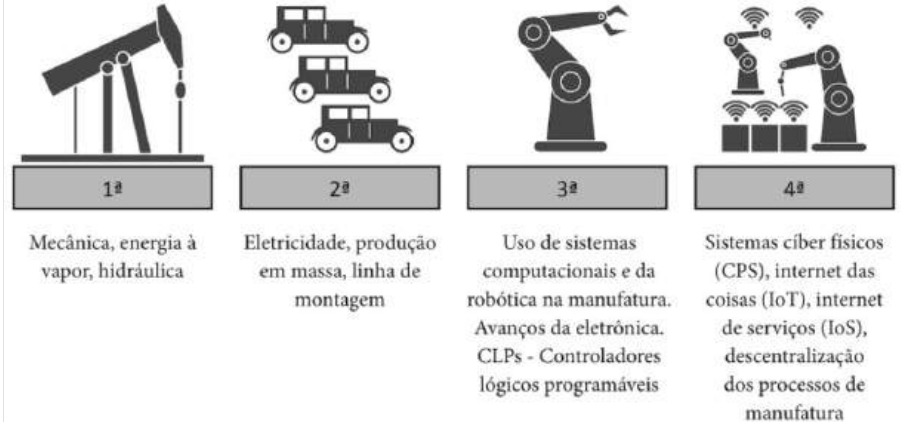 1ª
2ª
3ª
4ª
Mecânica, energia à
vapor, hidráulica
Eletricidade, produção
em massa, linha de
montagem
Uso de sistemas
computacionais e da
robótica na manufatura.
Avanços da eletrônica.
CLPs - Controladores
lógicos programáveis
Sistemas cíber físicos
(CPS), internet das
coisas (IoT), internet
de serviços (IoS),
descentralização
dos processos de
manufatura